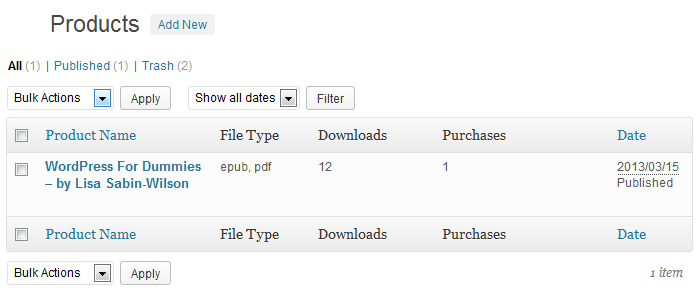 Products Add New
All (1) | Published (1) | Trash (2)
Bulk Actions Apply Show all dates Filter
Product Name File Type Downloads Purchases Date
WordPress For Dummies epub, pdf 12 1 2013/03/15
– by Lisa Sabin-Wilson Published
Product Name File Type Downloads Purchases Date
Bulk Actions Apply 1 item